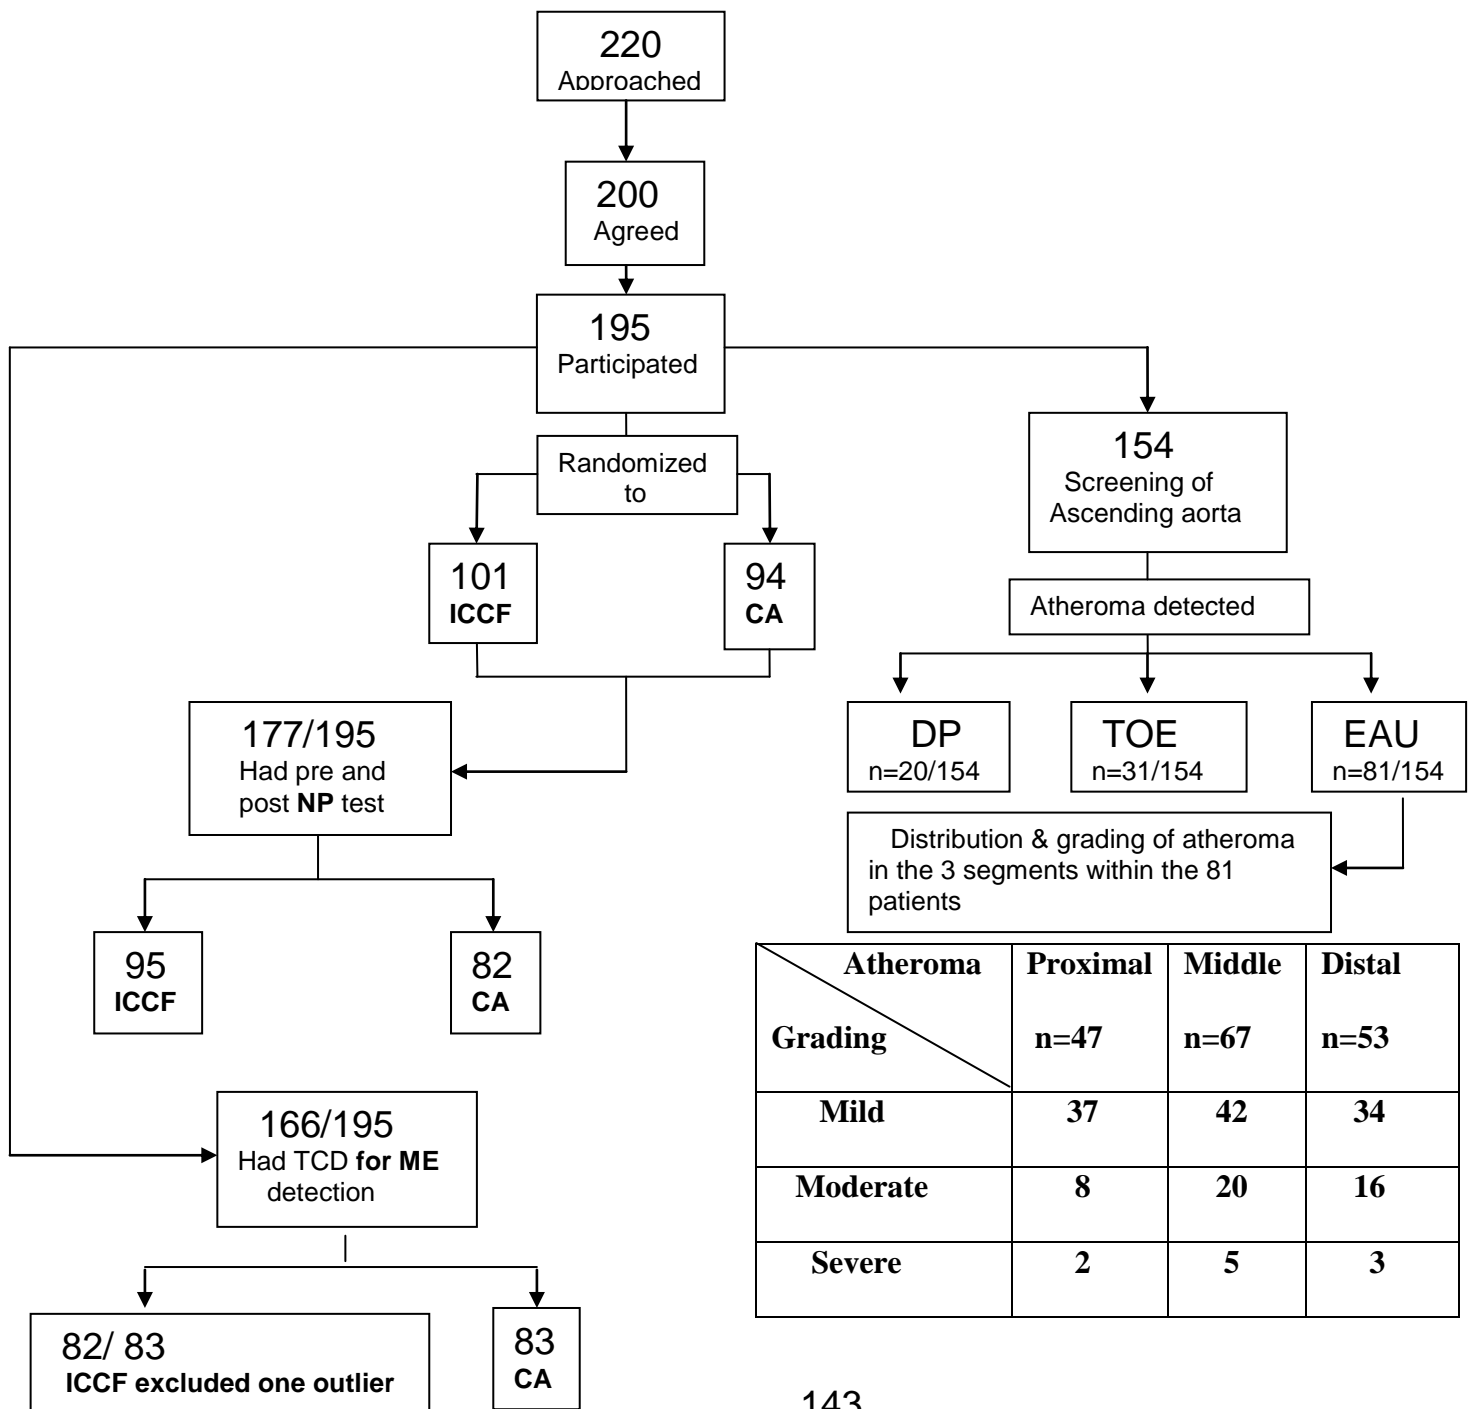 220
Approached
200
Agreed
195
Participated
Randomized
to
101
ICCF
94
CA
154
Screening of
Ascending aorta
Atheroma detected
DP
n=20/154
TOE
n=31/154
EAU
n=81/154
Distribution & grading of atheroma
in the 3 segments within the 81
patients
177/195
Had pre and
post NP test
95
ICCF
82
CA
166/195
Had TCD for ME
detection
82/ 83
ICCF excluded one outlier
83
CA
Atheroma Proximal Middle Distal
Grading n=47 n=67 n=53
Mild 37 42 34
Moderate 8 20 16
Severe 2 5 3
143